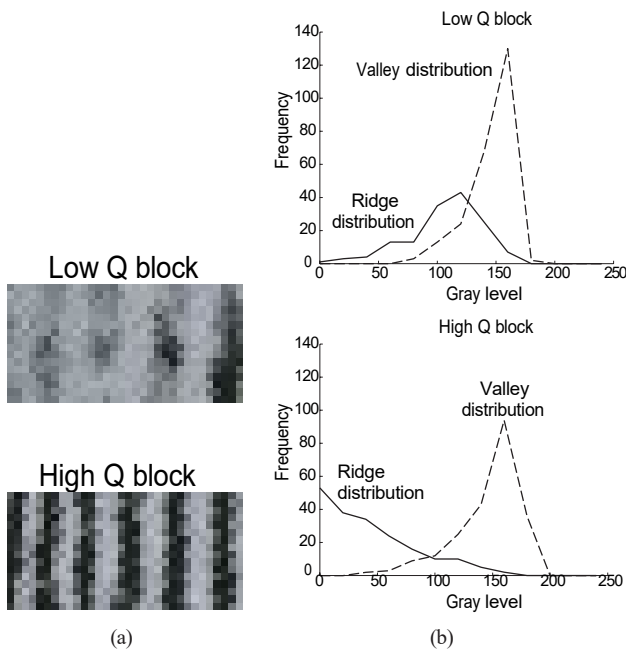 Low Q block
High Q block
(a)
Low Q block
Frequency
140
120
100
80
60
40
20
0
Valley distribution
Ridge
distribution
0 50 100 150 200 250
Gray level
High Q block
Frequency
140
120
100
80
60
40
20
0
Valley
distribution
Ridge
distribution
0 50 100 150 200 250
Gray level
(b)